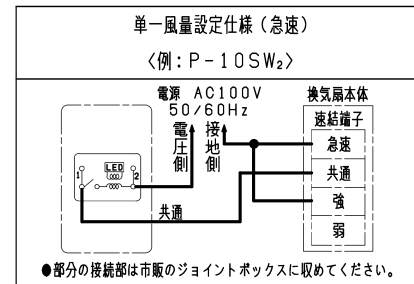 単一風量設定仕様（急速）
〈例：P－10SW₂〉
電源 AC100V
50/60Hz
電圧側
接地側
換気扇本体
速結端子
急速
共通
強
弱
LED
1
2
共通
●部分の接続部は市販のジョイントボックスに収めてください。